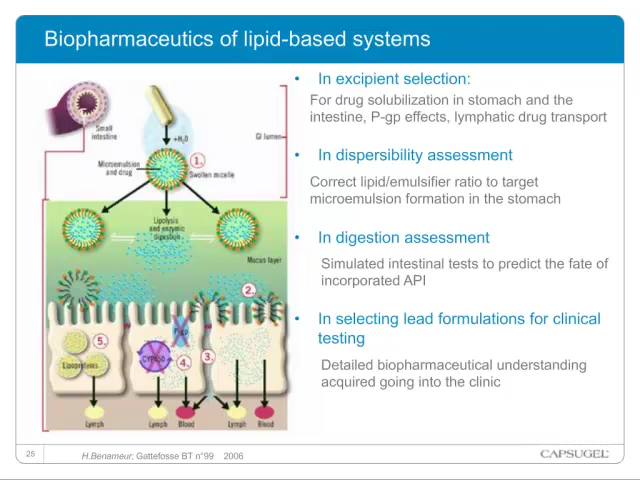 Biopharmaceutics of lipid-based systems
• In excipient selection:
For drug solubilization in stomach and the
intestine, P-gp effects, lymphatic drug transport
• In dispersibility assessment
Correct lipid/emulsifier ratio to target
microemulsion formation in the stomach
• In digestion assessment
Simulated intestinal tests to predict the fate of
incorporated API
• In selecting lead formulations for clinical
testing
Detailed biopharmaceutical understanding
acquired going into the clinic
Small
intestine
+H₂O
GI lumen
Microemulsion
and drug
1.
Swollen micelle
Lipolysis
and enzymic
digestion
Mucus layer
2.
P-gp
5.
CYP450
3.
4.
Lipoproteins
Lymph
Lymph
Blood
Lymph
Blood
25
H.Benameur, Gattefosse BT n°99 2006
CAPSUGEL